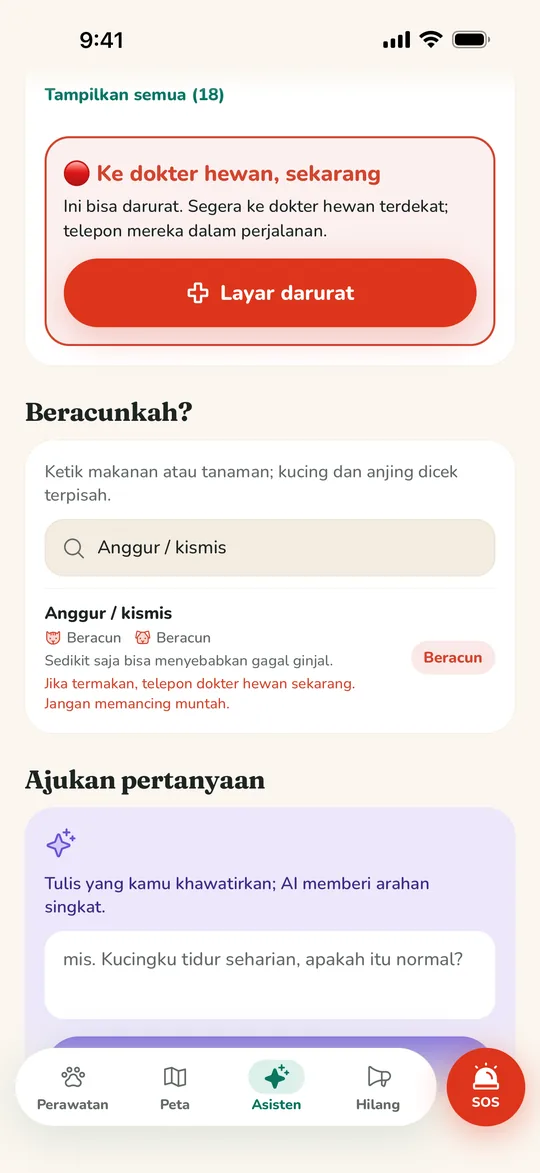 9:41
Tampilkan semua (18)
Ke dokter hewan, sekarang
Ini bisa darurat. Segera ke dokter hewan terdekat;
telepon mereka dalam perjalanan.
Layar darurat
Beracunkah?
Ketik makanan atau tanaman; kucing dan anjing dicek
terpisah.
Anggur / kismis
Anggur / kismis
Beracun Beracun
Sedikit saja bisa menyebabkan gagal ginjal.
Jika termakan, telepon dokter hewan sekarang.
Jangan memancing muntah.
Beracun
Ajukan pertanyaan
Tulis yang kamu khawatirkan; AI memberi arahan
singkat.
mis. Kucingku tidur seharian, apakah itu normal?
Perawatan
Peta
Asisten
Hilang
SOS